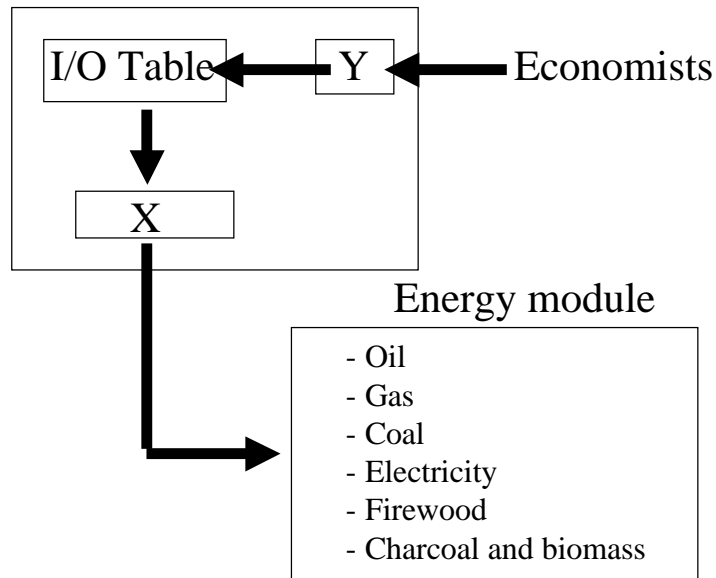 I/O Table Y Economists
X
Energy module
- Oil
- Gas
- Coal
- Electricity
- Firewood
- Charcoal and biomass